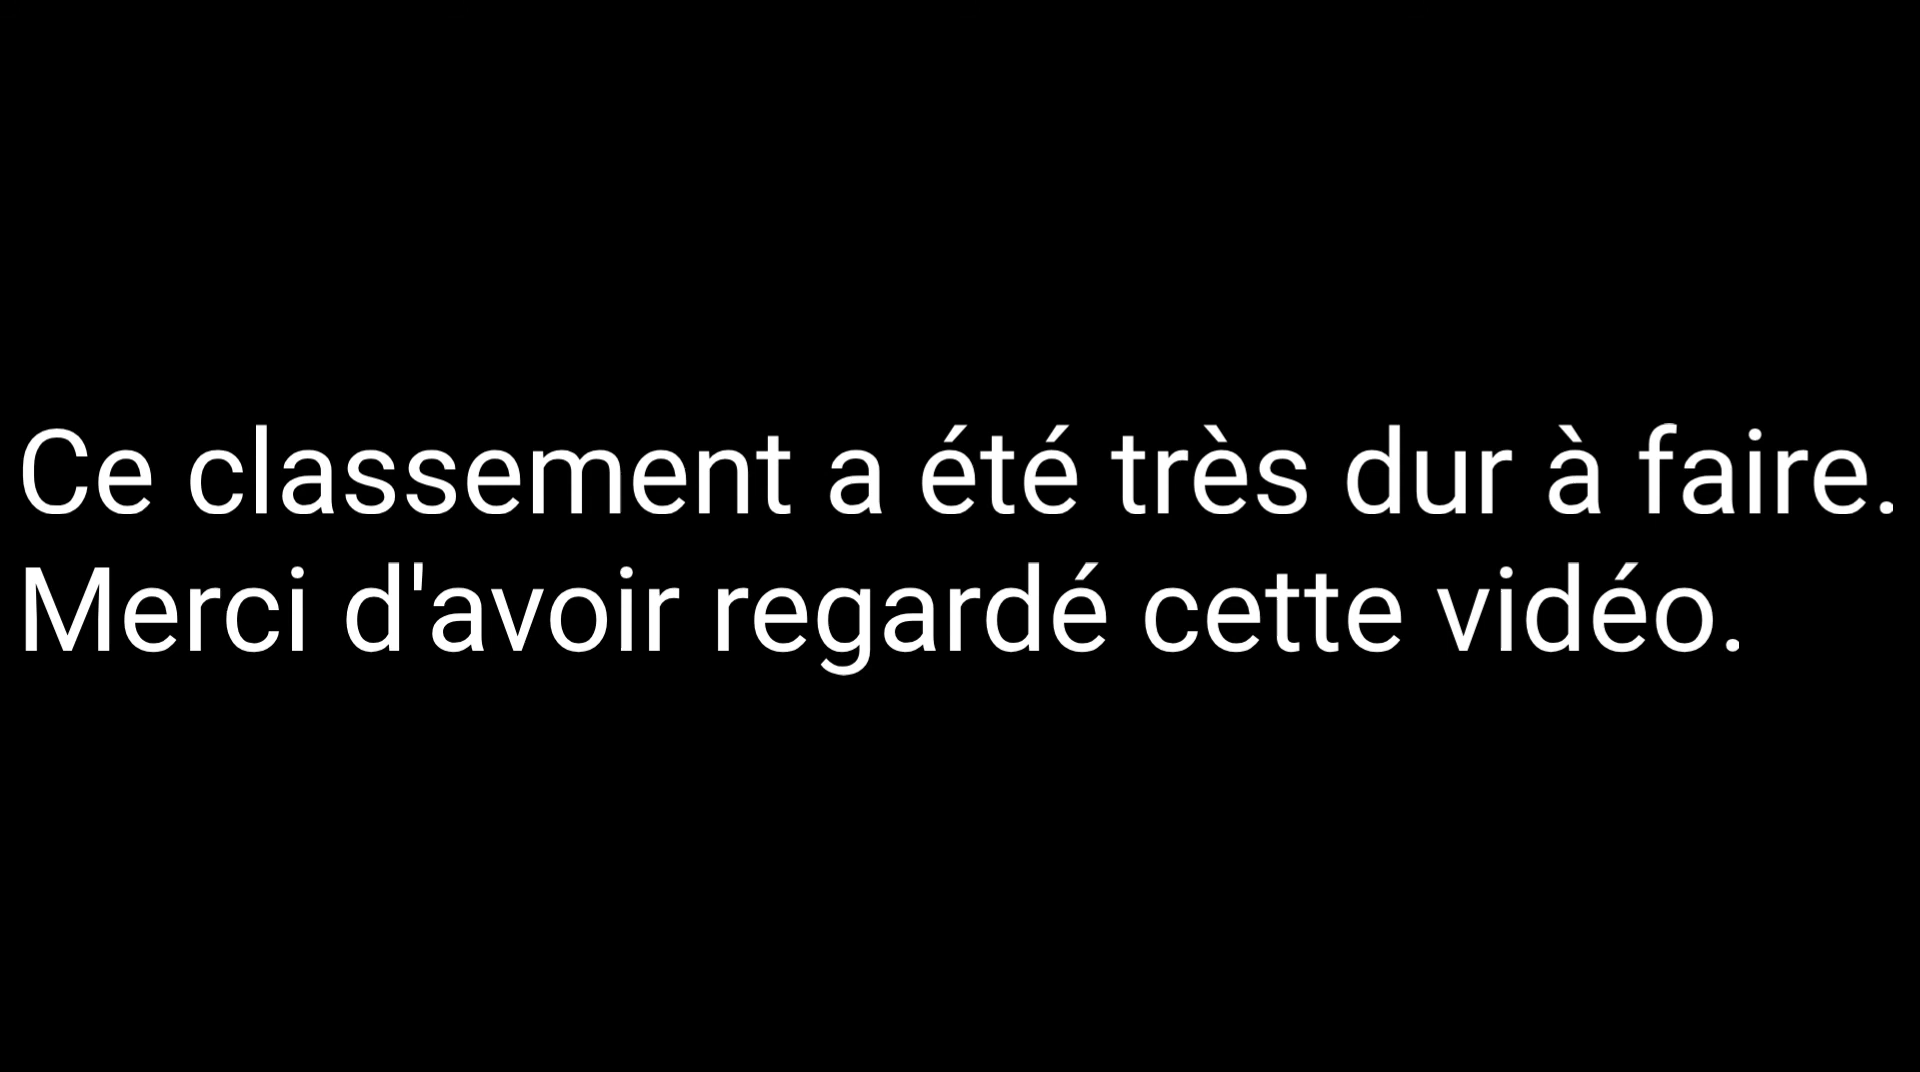 Ce classement a été très dur à faire.
Merci d'avoir regardé cette vidéo.